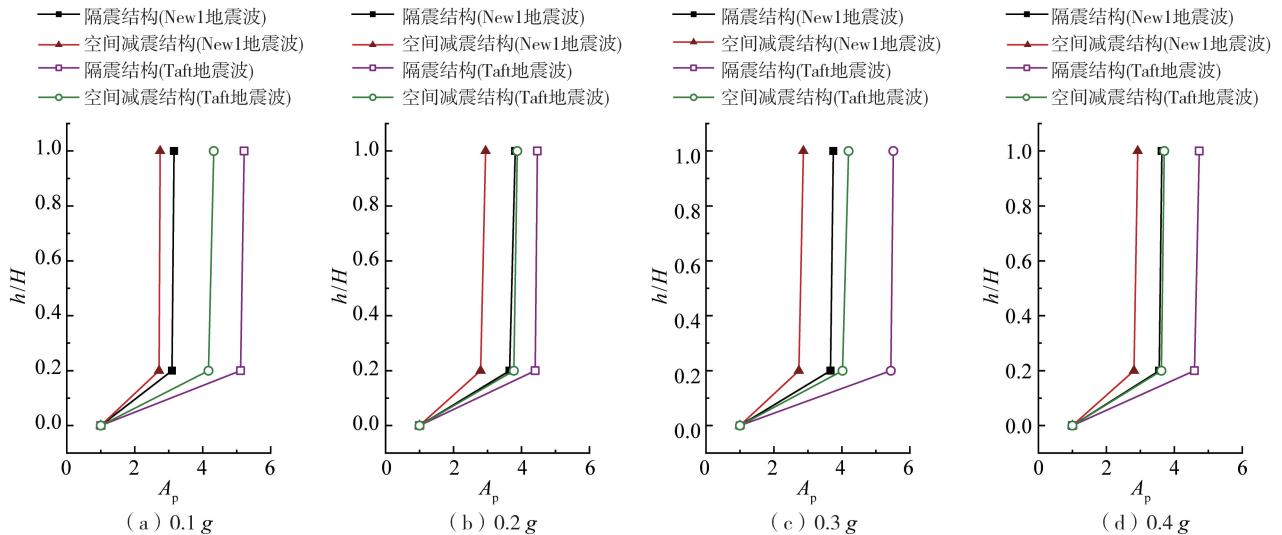 隔震结构(New1地震波)
空间减震结构(New1地震波)
隔震结构(Taft地震波)
空间减震结构(Taft地震波)
1.0
0.8
0.6
0.4
0.2
0.0
h/H
0 2 4 6
Ap
(a) 0.1 g
隔震结构(New1地震波)
空间减震结构(New1地震波)
隔震结构(Taft地震波)
空间减震结构(Taft地震波)
1.0
0.8
0.6
0.4
0.2
0.0
h/H
0 2 4 6
Ap
(b) 0.2 g
隔震结构(New1地震波)
空间减震结构(New1地震波)
隔震结构(Taft地震波)
空间减震结构(Taft地震波)
1.0
0.8
0.6
0.4
0.2
0.0
h/H
0 2 4 6
Ap
(c) 0.3 g
隔震结构(New1地震波)
空间减震结构(New1地震波)
隔震结构(Taft地震波)
空间减震结构(Taft地震波)
1.0
0.8
0.6
0.4
0.2
0.0
h/H
0 2 4 6
Ap
(d) 0.4 g